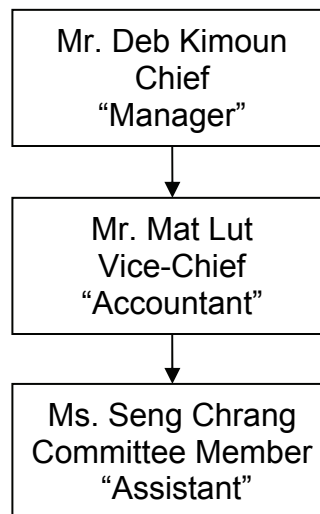 Mr. Deb Kimoun
Chief
“Manager”
Mr. Mat Lut
Vice-Chief
“Accountant”
Ms. Seng Chrang
Committee Member
“Assistant”